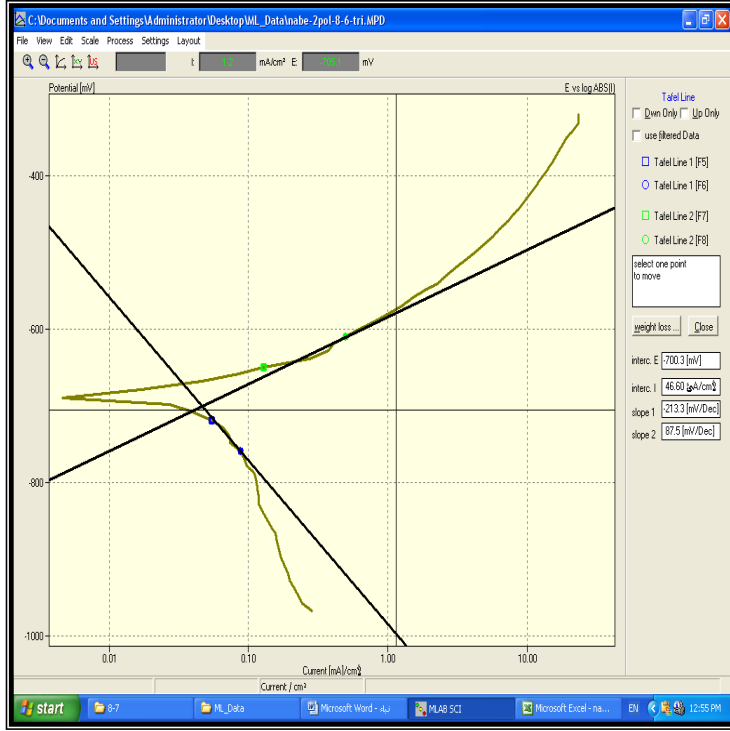 C:\Documents and Settings\Administrator\Desktop\ML_Data\nabe-2pol-8-6-tri.MPD
File View Edit Scale Process Settings Layout
I: mA/cm² E: mV
Potential [mV]
E vs log ABS(I)
-400
-600
-800
-1000
0.01
0.10
1.00
10.00
Current / cm²
Tafel Line
Dwn Only Up Only
use filtered Data
Tafel Line 1 [F5]
Tafel Line 1 [F6]
Tafel Line 2 [F7]
Tafel Line 2 [F8]
select one point
to move
weight loss ... Close
interc. E -700.3 [mV]
interc. I 46.60
slope 1 -213.3 [mV/Dec]
slope 2 87.5 [mV/Dec]
start
8-7
ML_Data
Microsoft Word -
MLAB SCI
Microsoft Excel - na...
EN
12:55 PM